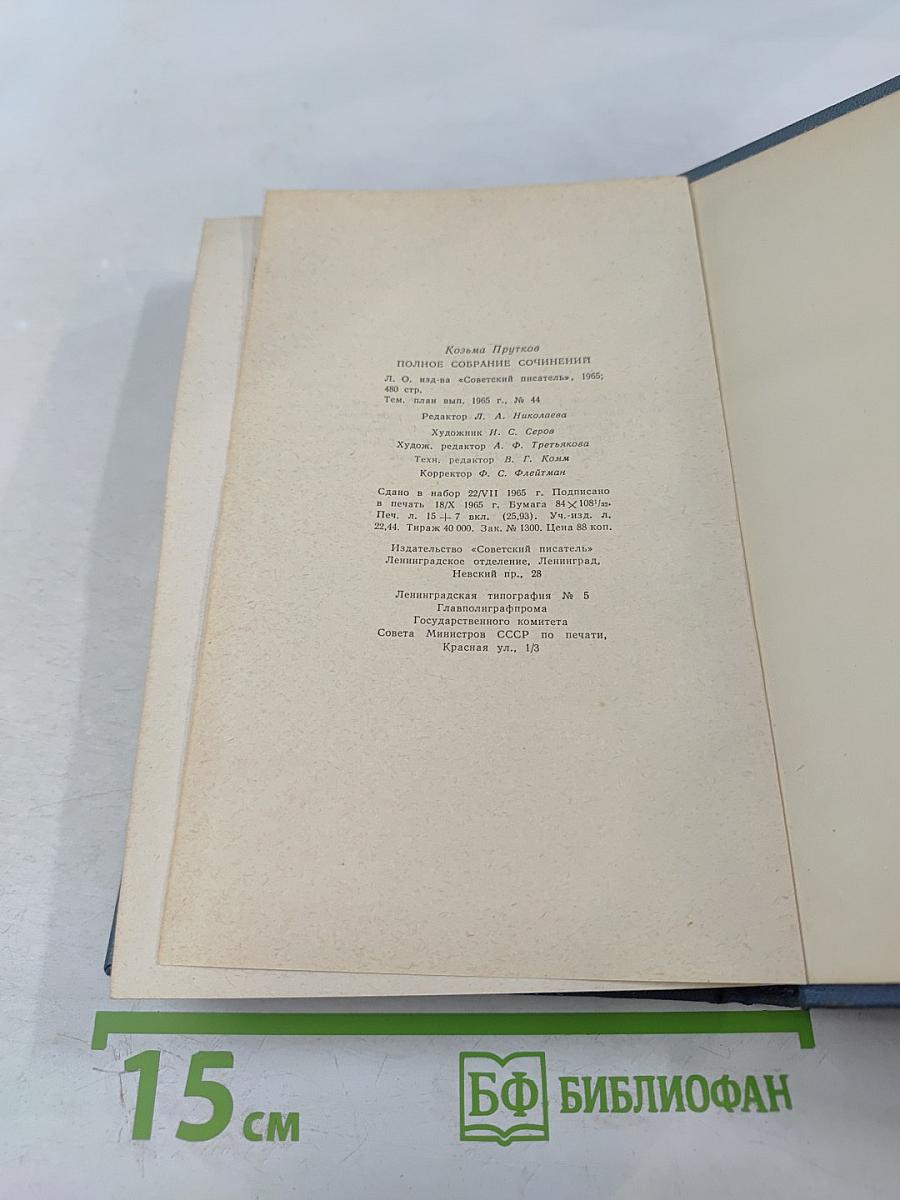 Козьма Прутков
ПОЛНОЕ СОБРАНИЕ СОЧИНЕНИЙ
Л. О. изд-ва «Советский писатель», 1965;
480 стр.
Тем. план вып. 1965 г., № 44
Редактор Л. А. Николаева
Художник И. С. Серов
Худож. редактор А. Ф. Третьякова
Техн. редактор В. Г. Комм
Корректор Ф. С. Флейтман
Сдано в набор 22/VII 1965 г. Подписано
в печать 18/X 1965 г. Бумага 84×108¹/₃₂.
Печ. л. 15+7 вкл. (25,93). Уч.-изд. л.
22,44. Тираж 40 000. Зак. № 1300. Цена 88 коп.
Издательство «Советский писатель»
Ленинградское отделение, Ленинград,
Невский пр., 28
Ленинградская типография № 5
Главполиграфпрома
Государственного комитета
Совета Министров СССР по печати,
Красная ул., 1/3
15 см
БФ БИБЛИОФАН